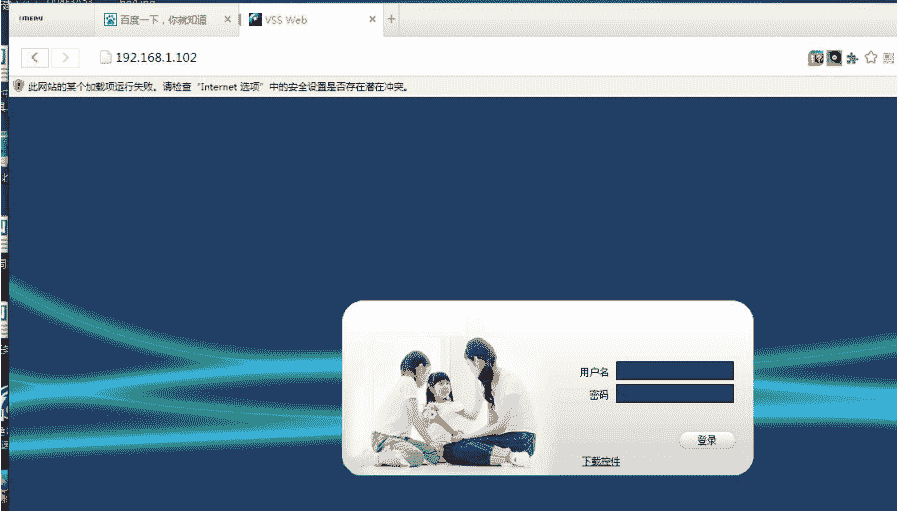 百度一下，你就知道
VSS Web
192.168.1.102
此网站的某个加载项运行失败。请检查“Internet 选项”中的安全设置是否存在潜在冲突。
用户名
密码
登录
下载控件